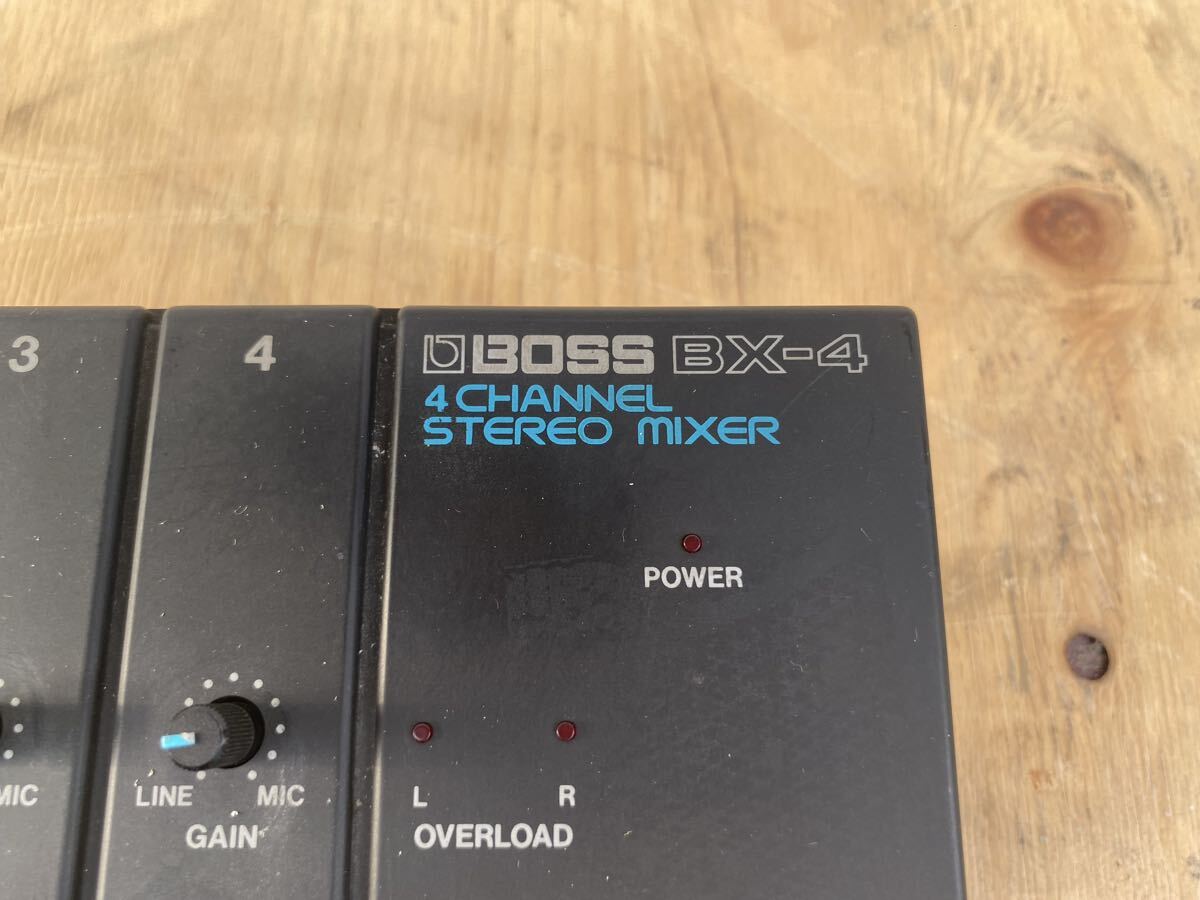 3
4
BOSS BX-4
4 CHANNEL
STEREO MIXER
POWER
MIC
LINE MIC
GAIN
L R
OVERLOAD